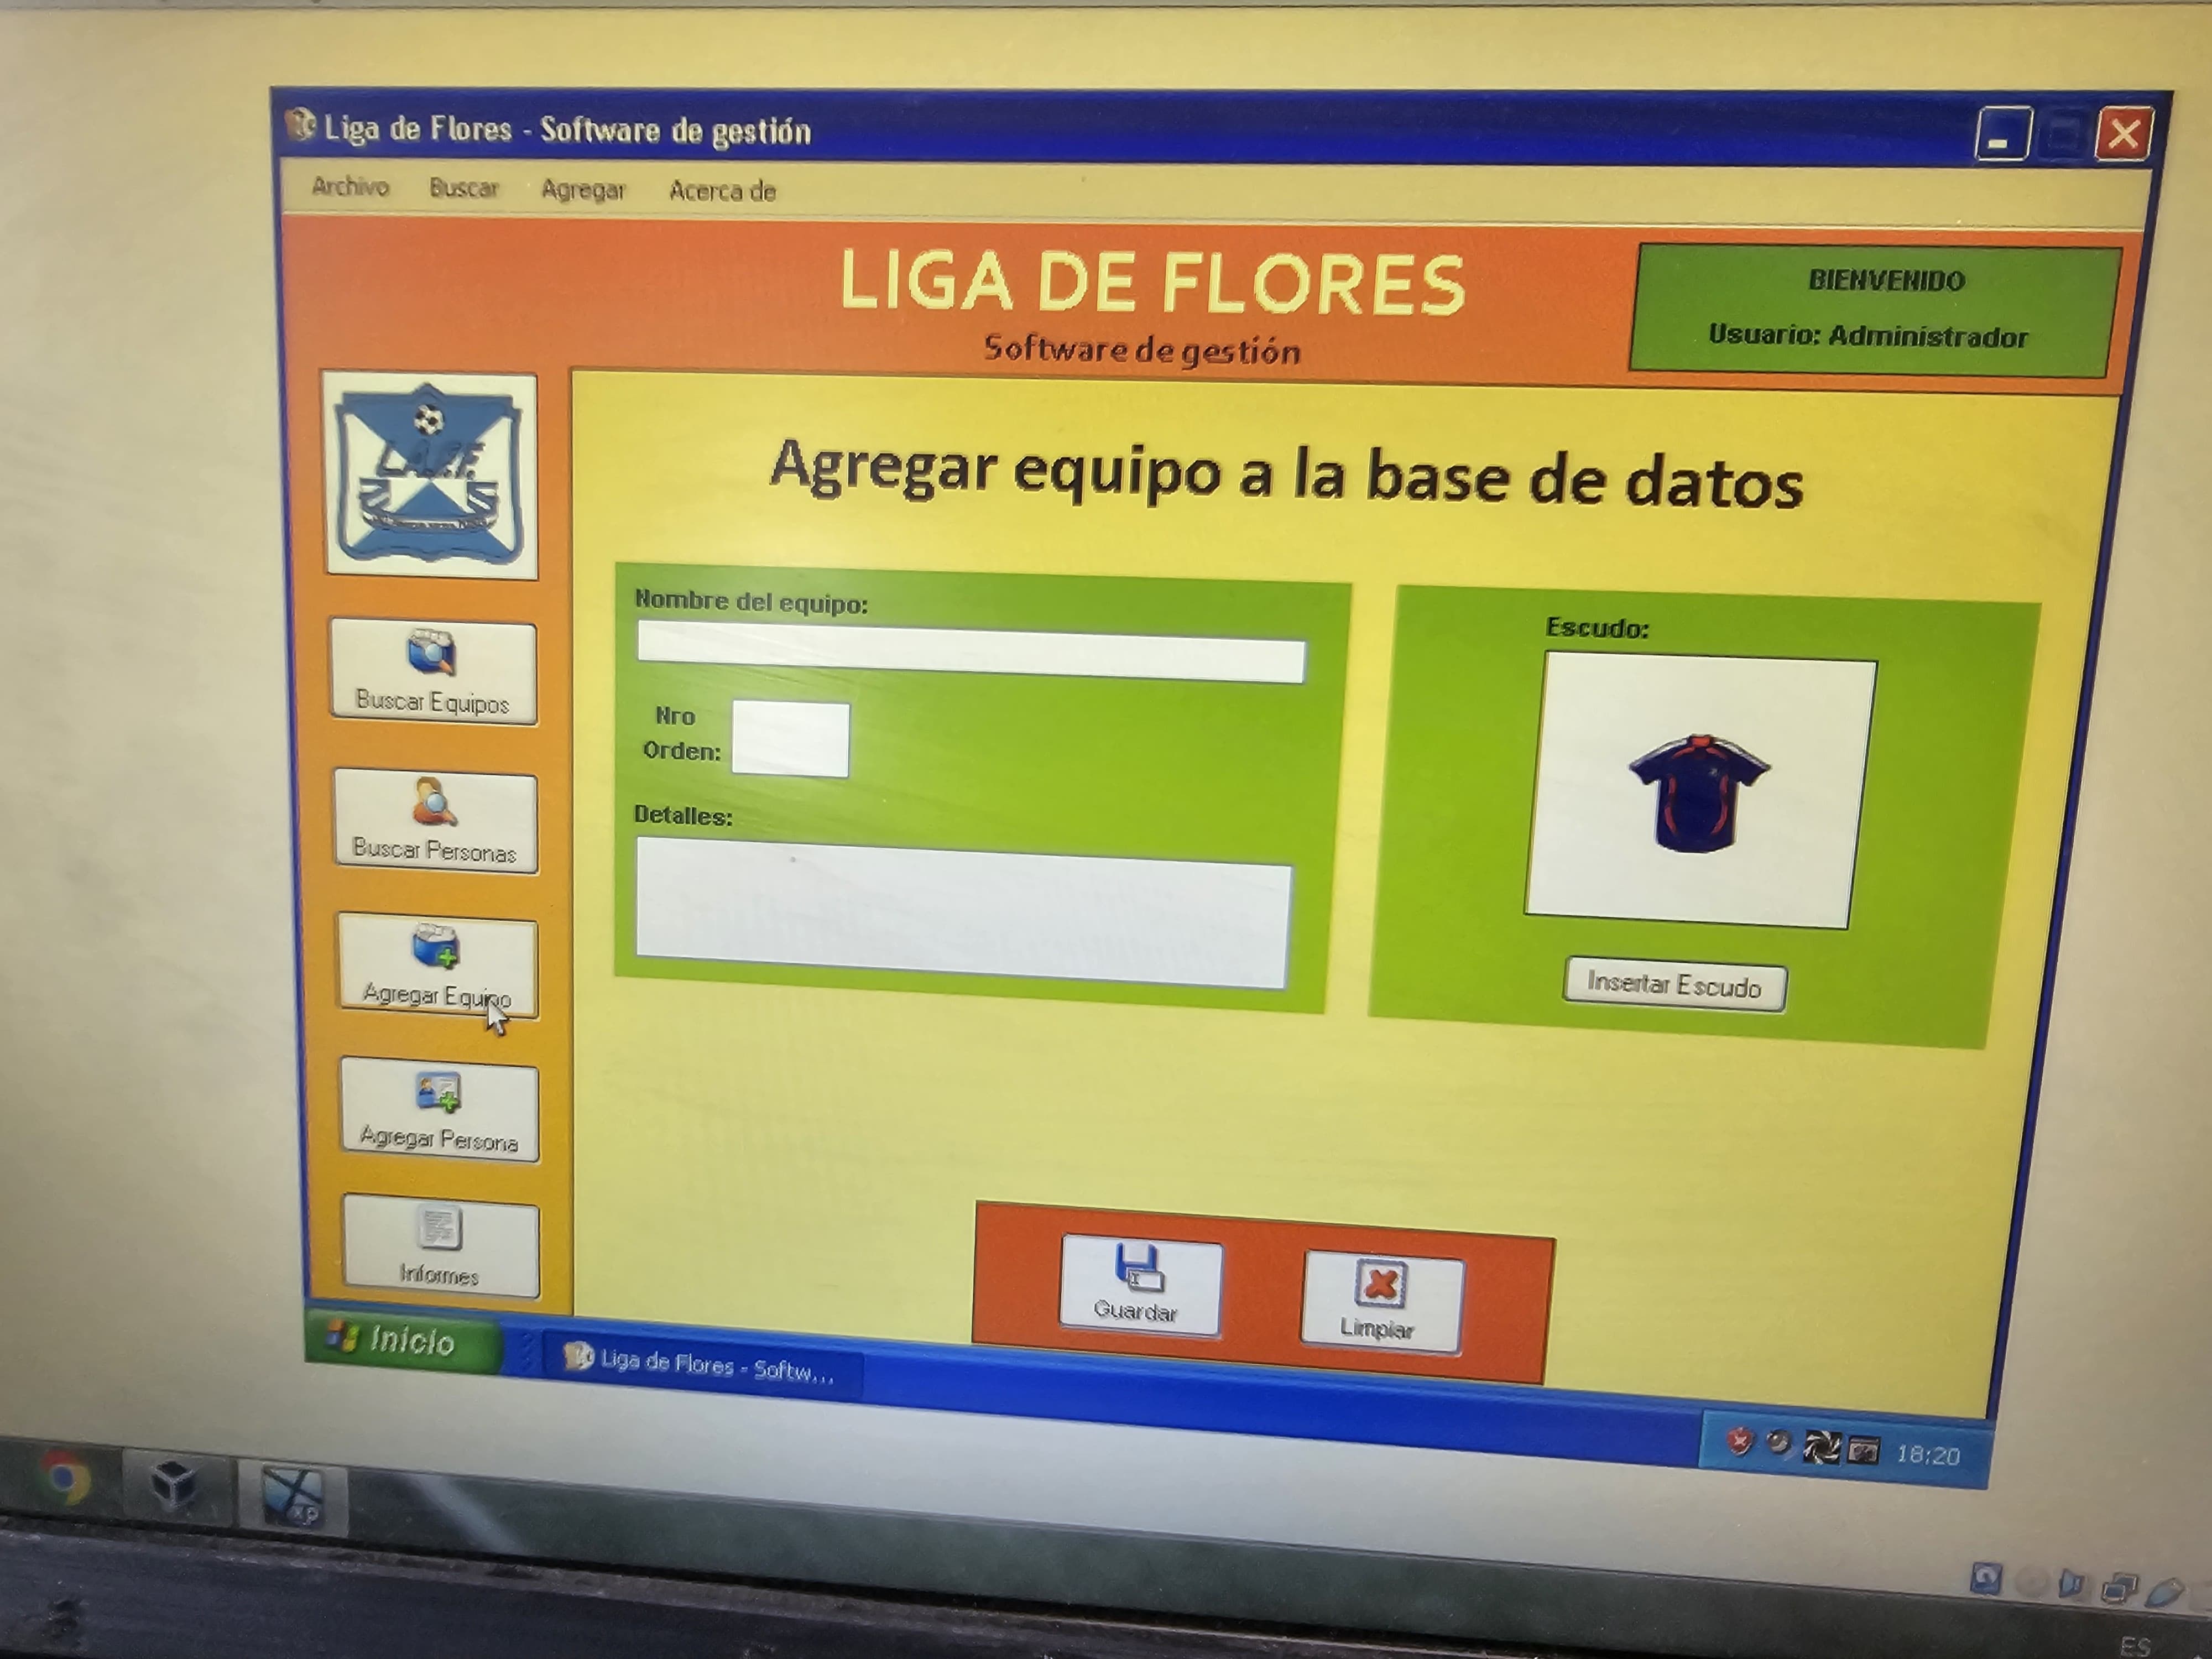 Liga de Flores - Software de gestión
Archivo Buscar Agregar Acerca de
LIGA DE FLORES
Software de gestión
BIENVENIDO
Usuario: Administrador
L.A.F.F.
Agregar equipo a la base de datos
Nombre del equipo:
Nro
Orden:
Detalles:
Escudo:
Insertar Escudo
Buscar Equipos
Buscar Personas
Agregar Equipo
Agregar Persona
Informes
Guardar
Limpiar
Inicio
Liga de Flores - Softw...
18:20
xp
ES